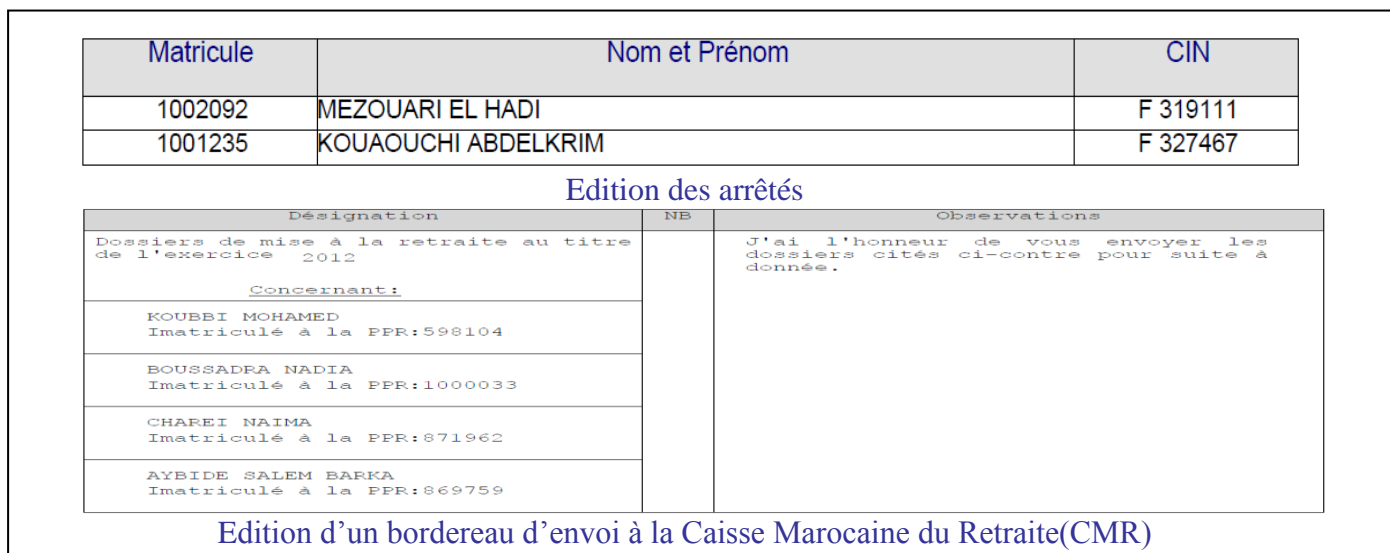 Matricule Nom et Prénom CIN
1002092 MEZOUARI EL HADI F 319111
1001235 KOUAOUCHI ABDELKRIM F 327467
Edition des arrêtés
Désignation NB Observations
Dossiers de mise à la retraite au titre
de l'exercice 2012
Concernant:
KOUBBI MOHAMED
Imatriculé à la PPR:598104
BOUSSADRA NADIA
Imatriculé à la PPR:1000033
CHAREI NAIMA
Imatriculé à la PPR:871962
AYBIDE SALEM BARKA
Imatriculé à la PPR:869759
J'ai l'honneur de vous envoyer les
dossiers cités ci-contre pour suite à
donnée.
Edition d’un bordereau d’envoi à la Caisse Marocaine du Retraite(CMR)